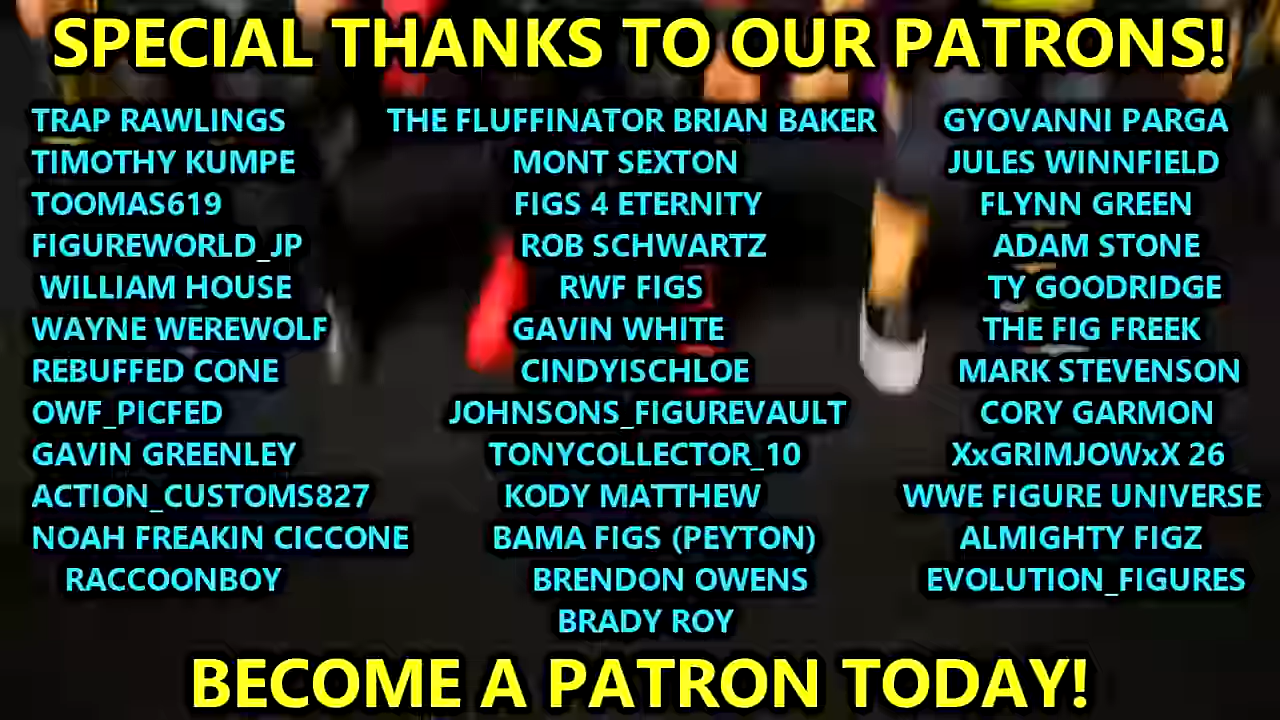 SPECIAL THANKS TO OUR PATRONS!
TRAP RAWLINGS
TIMOTHY KUMPE
TOOMAS619
FIGUREWORLD_JP
WILLIAM HOUSE
WAYNE WEREWOLF
REBUFFED CONE
OWF_PICFED
GAVIN GREENLEY
ACTION_CUSTOMS827
NOAH FREAKIN CICCONE
RACCOONBOY
THE FLUFFINATOR BRIAN BAKER
MONT SEXTON
FIGS 4 ETERNITY
ROB SCHWARTZ
RWF FIGS
GAVIN WHITE
CINDYISCHLOE
JOHNSONS_FIGUREVAULT
TONYCOLLECTOR_10
KODY MATTHEW
BAMA FIGS (PEYTON)
BRENDON OWENS
BRADY ROY
GYOVANNI PARGA
JULES WINNFIELD
FLYNN GREEN
ADAM STONE
TY GOODRIDGE
THE FIG FREEK
MARK STEVENSON
CORY GARMON
XxGRIMJOWxX 26
WWE FIGURE UNIVERSE
ALMIGHTY FIGZ
EVOLUTION_FIGURES
BECOME A PATRON TODAY!